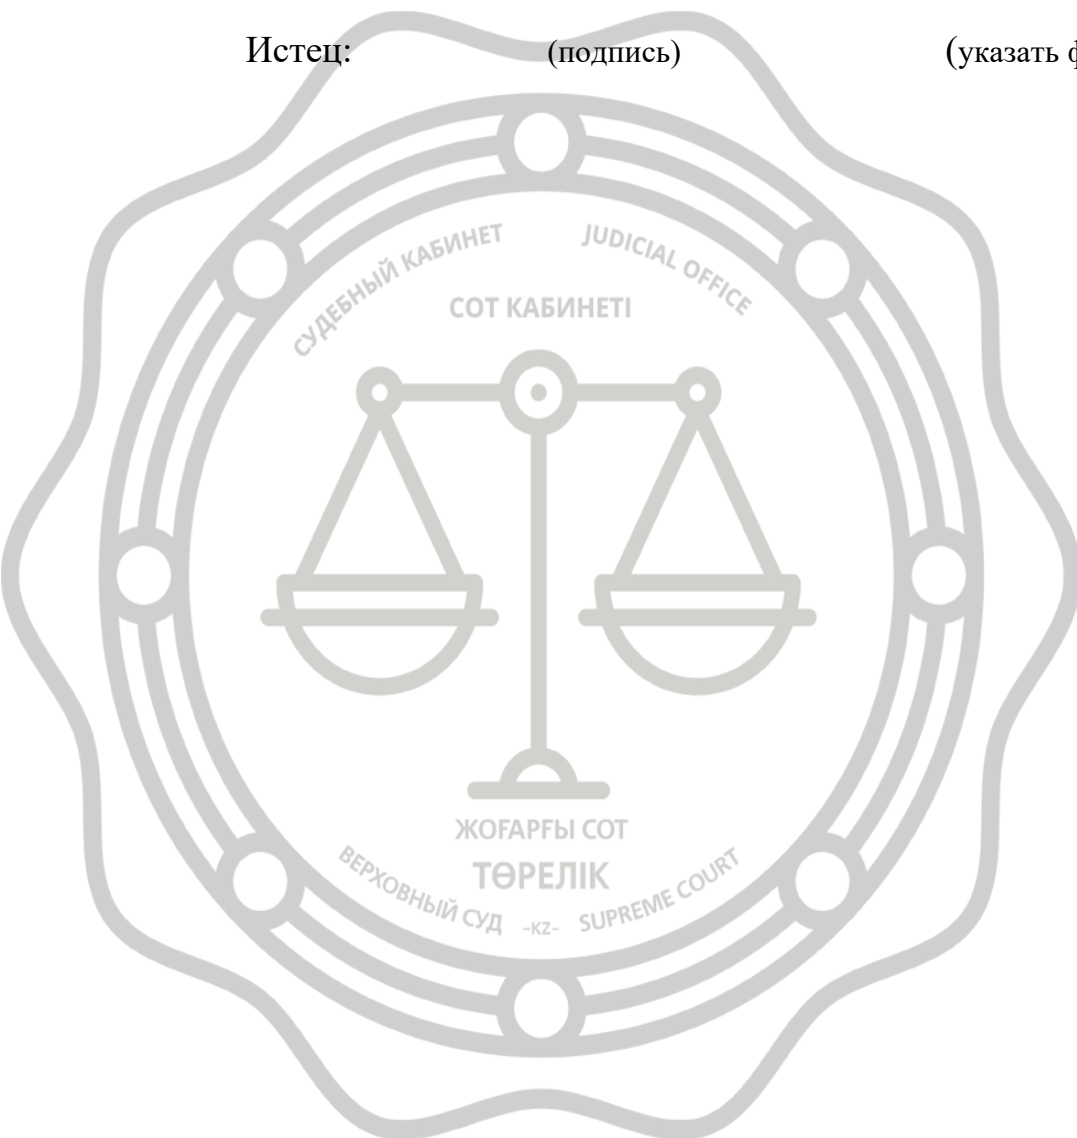 Истец: (подпись) (указать ф
СУДЕБНЫЙ КАБИНЕТ JUDICIAL OFFICE
СОТ КАБИНЕТІ
ЖОҒАРҒЫ СОТ
ТӨРЕЛІК
ВЕРХОВНЫЙ СУД -KZ- SUPREME COURT